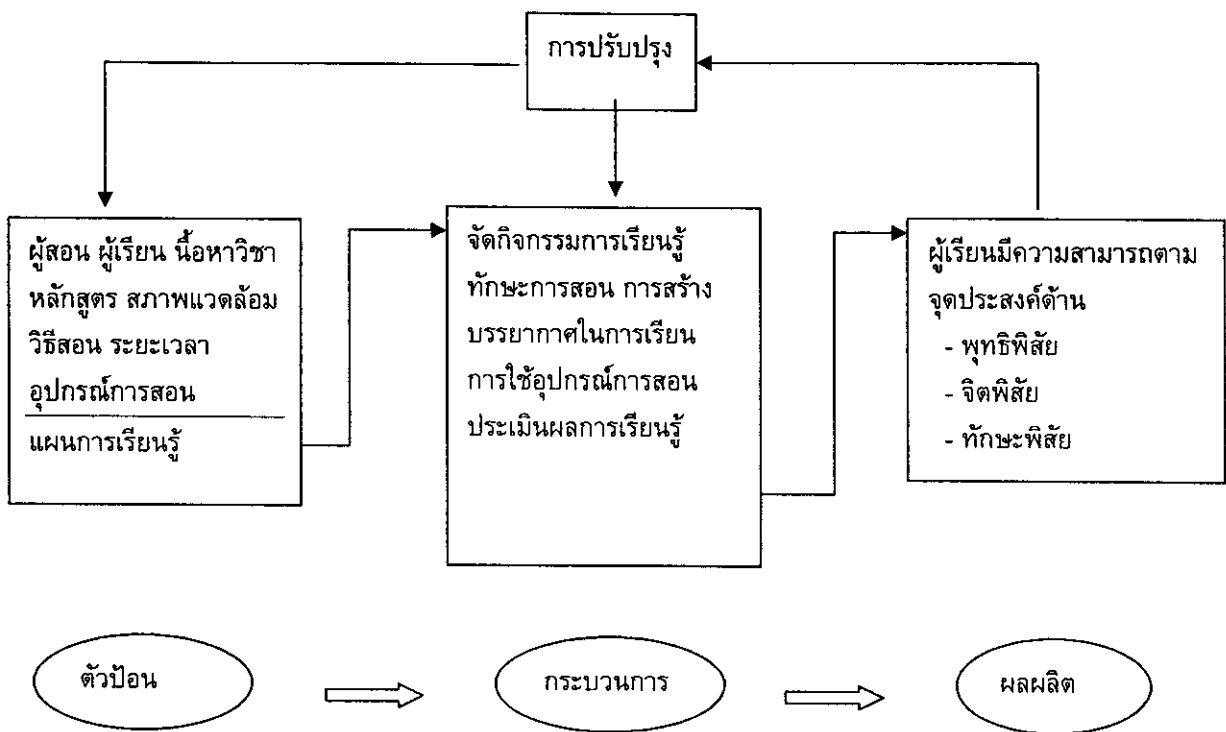 การปรับปรุง
ผู้สอน ผู้เรียน นื้อหาวิชา
หลักสูตร สภาพแวดล้อม
วิธีสอน ระยะเวลา
อุปกรณ์การสอน
แผนการเรียนรู้
จัดกิจกรรมการเรียนรู้
ทักษะการสอน การสร้าง
บรรยากาศในการเรียน
การใช้อุปกรณ์การสอน
ประเมินผลการเรียนรู้
ผู้เรียนมีความสามารถตาม
จุดประสงค์ด้าน
- พุทธิพิสัย
- จิตพิสัย
- ทักษะพิสัย
ตัวป้อน
กระบวนการ
ผลผลิต